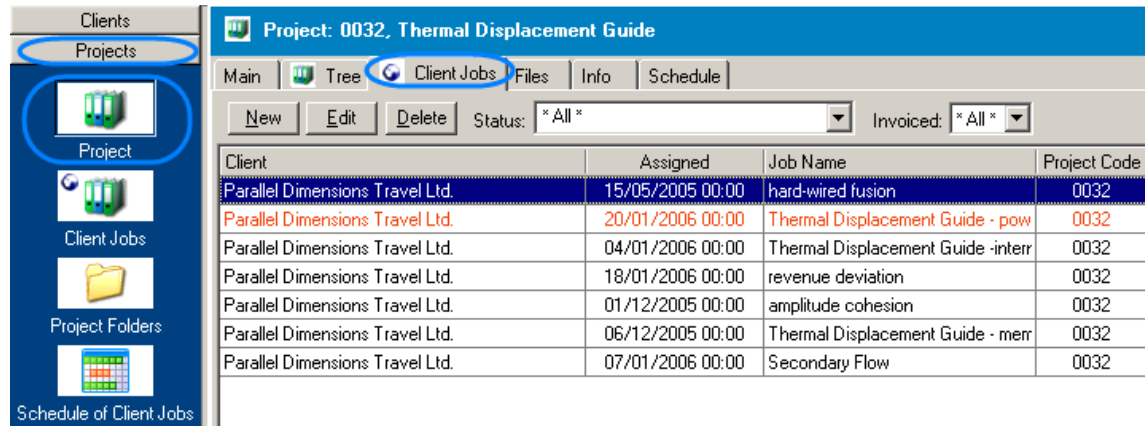 Clients
Projects
Project
Client Jobs
Project Folders
Schedule of Client Jobs
Project: 0032, Thermal Displacement Guide
Main Tree Client Jobs Files Info Schedule
New Edit Delete Status: * All * Invoiced: * All *
Client Assigned Job Name Project Code
Parallel Dimensions Travel Ltd. 15/05/2005 00:00 hard-wired fusion 0032
Parallel Dimensions Travel Ltd. 20/01/2006 00:00 Thermal Displacement Guide - pow 0032
Parallel Dimensions Travel Ltd. 04/01/2006 00:00 Thermal Displacement Guide -interr 0032
Parallel Dimensions Travel Ltd. 18/01/2006 00:00 revenue deviation 0032
Parallel Dimensions Travel Ltd. 01/12/2005 00:00 amplitude cohesion 0032
Parallel Dimensions Travel Ltd. 06/12/2005 00:00 Thermal Displacement Guide - mem 0032
Parallel Dimensions Travel Ltd. 07/01/2006 00:00 Secondary Flow 0032